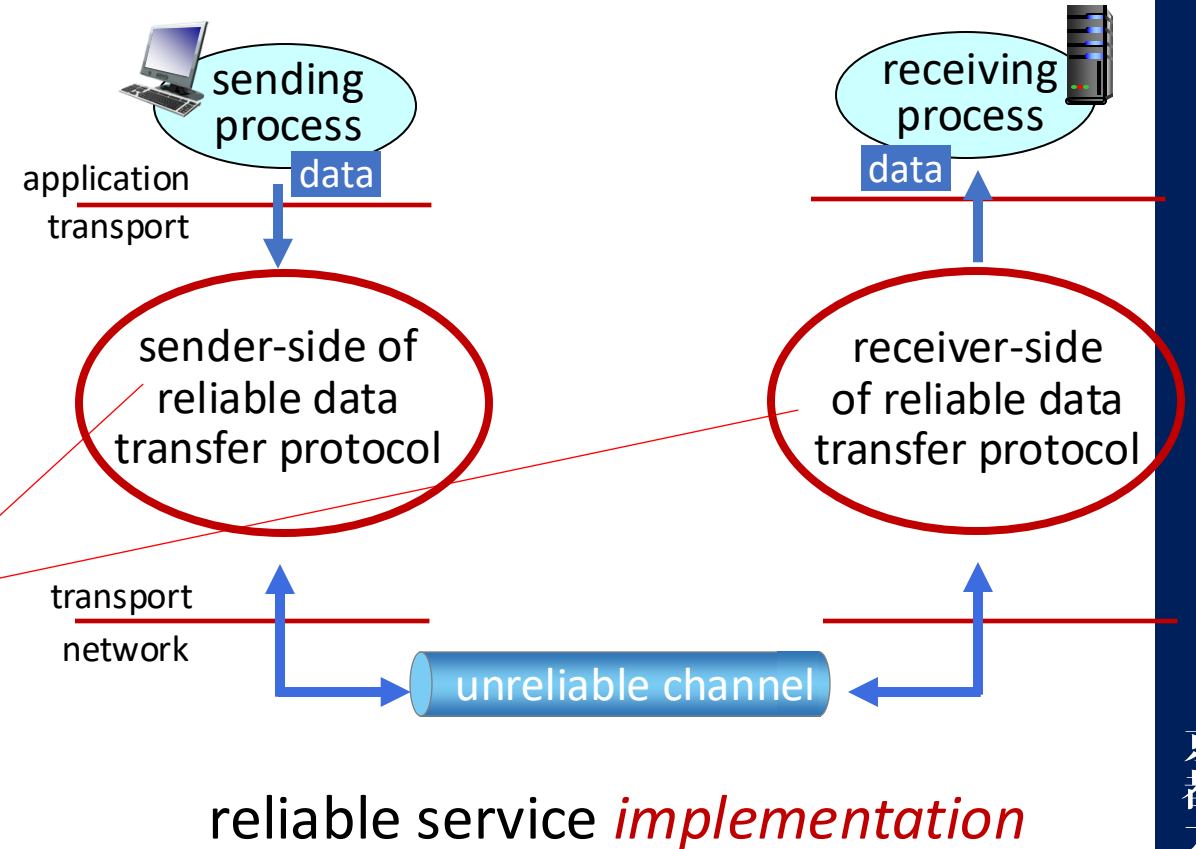 sending
process
data
receiving
process
data
application
transport
sender-side of
reliable data
transfer protocol
receiver-side
of reliable data
transfer protocol
transport
network
unreliable channel
reliable service implementation